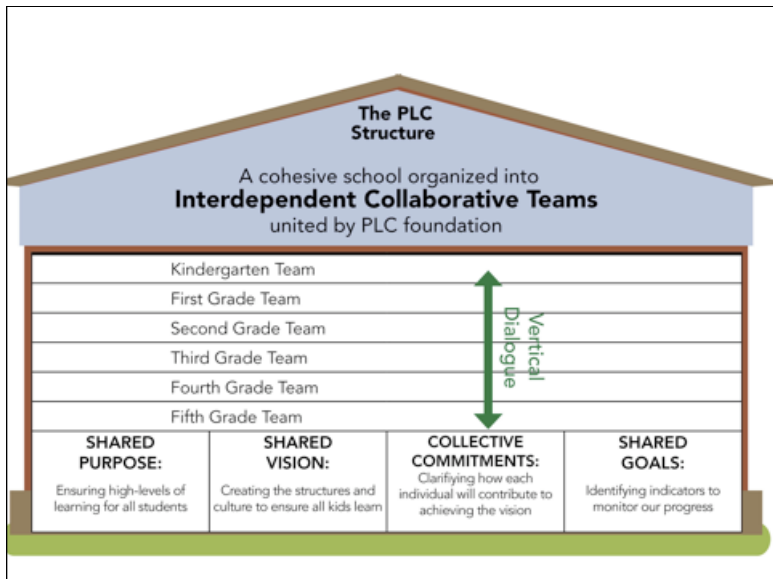 The PLC
Structure
A cohesive school organized into
Interdependent Collaborative Teams
united by PLC foundation
Kindergarten Team
First Grade Team
Second Grade Team
Third Grade Team
Fourth Grade Team
Fifth Grade Team
Vertical
Dialogue
SHARED
PURPOSE:
Ensuring high-levels of
learning for all students
SHARED
VISION:
Creating the structures and
culture to ensure all kids learn
COLLECTIVE
COMMITMENTS:
Clarifiying how each
individual will contribute to
achieving the vision
SHARED
GOALS:
Identifying indicators to
monitor our progress